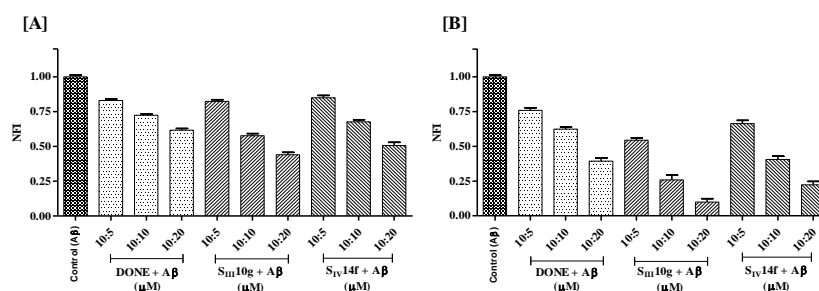 [A]
NFI
1.00
0.75
0.50
0.25
0.00
Control (Aβ)
10:5
10:10
10:20
10:5
10:10
10:20
10:5
10:10
10:20
DONE + Aβ
(μM)
SIII10g + Aβ
(μM)
SIV14f + Aβ
(μM)
[B]
NFI
1.00
0.75
0.50
0.25
0.00
Control (Aβ)
10:5
10:10
10:20
10:5
10:10
10:20
10:5
10:10
10:20
DONE + Aβ
(μM)
SIII10g + Aβ
(μM)
SIV14f + Aβ
(μM)